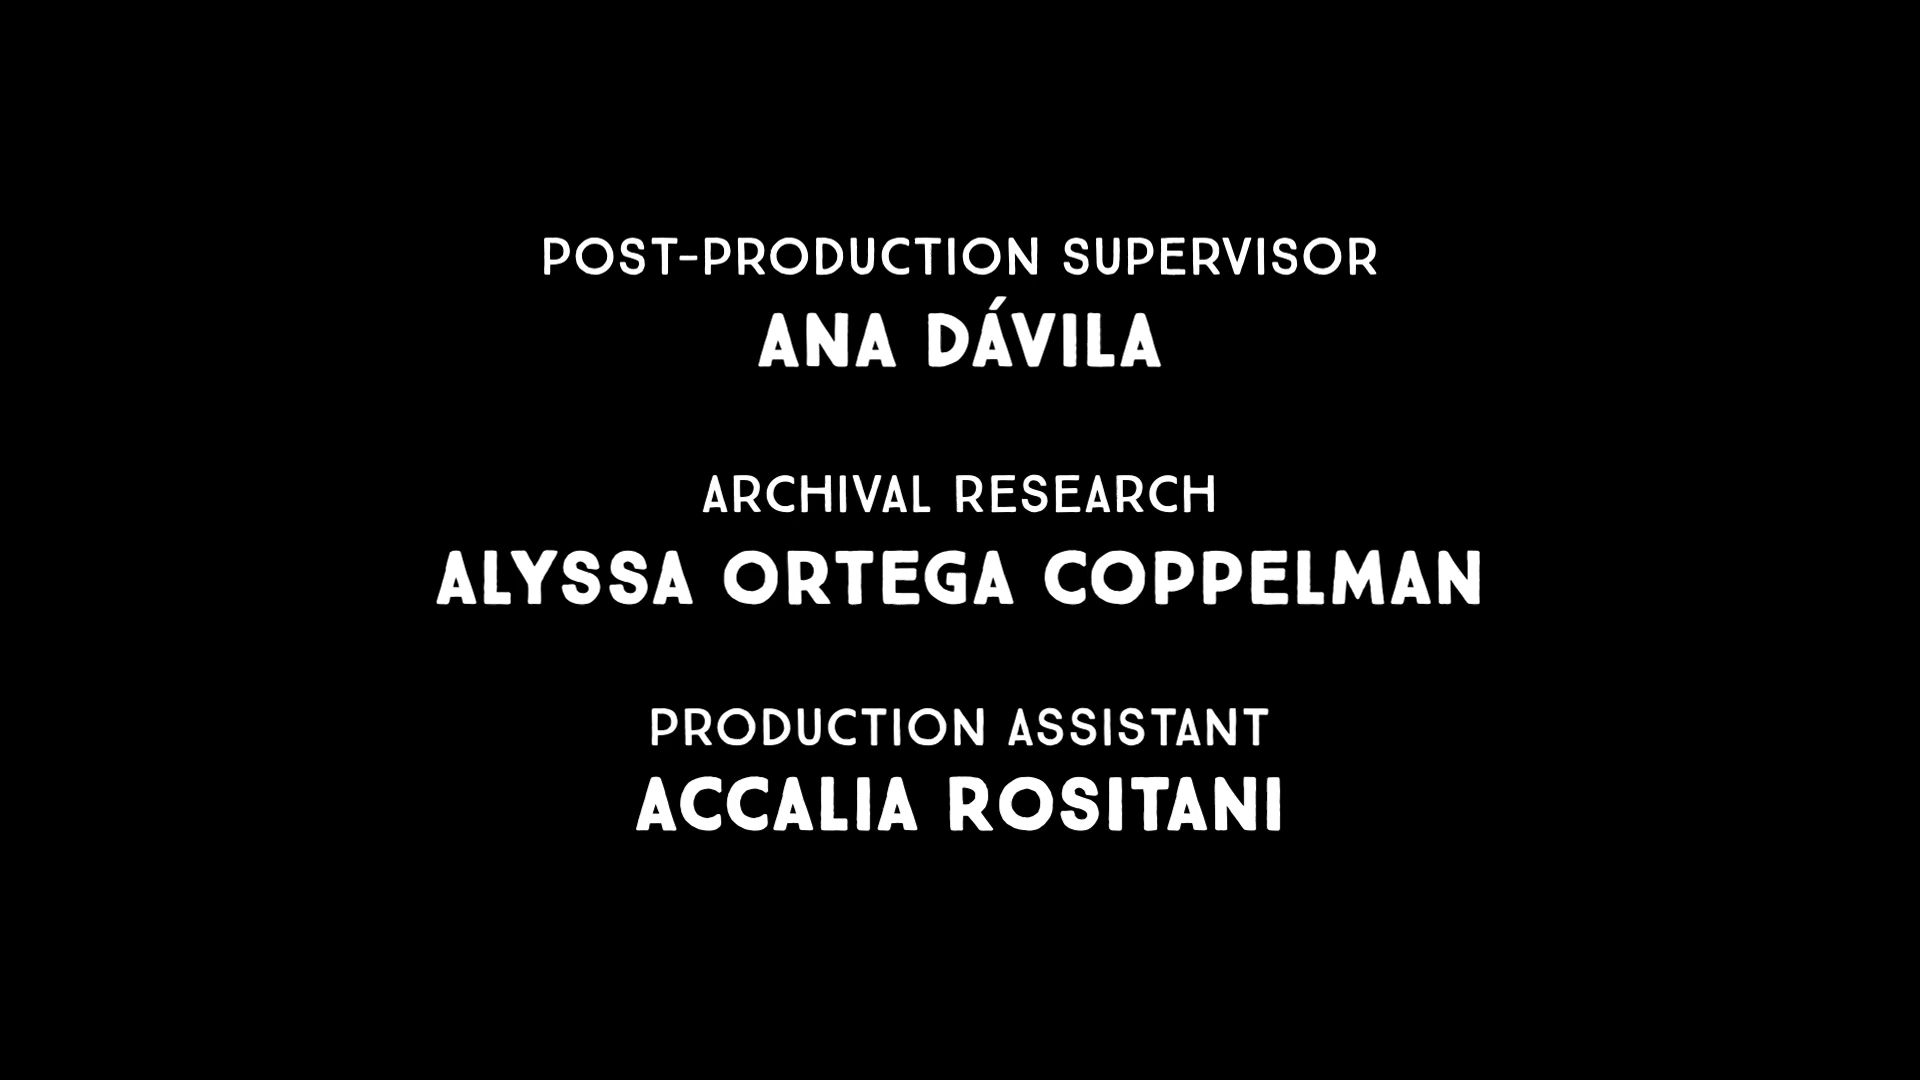 POST-PRODUCTION SUPERVISOR
ANA DÁVILA
ARCHIVAL RESEARCH
ALYSSA ORTEGA COPPELMAN
PRODUCTION ASSISTANT
ACCALIA ROSITANI